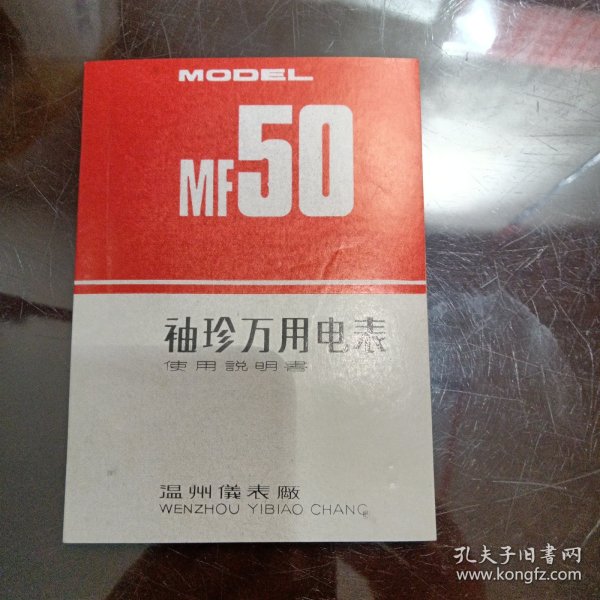 MODEL
MF50
袖珍万用电表
使用説明書
温州儀表廠
WENZHOU YIBIAO CHANG
孔夫子旧书网
www.kongfz.com